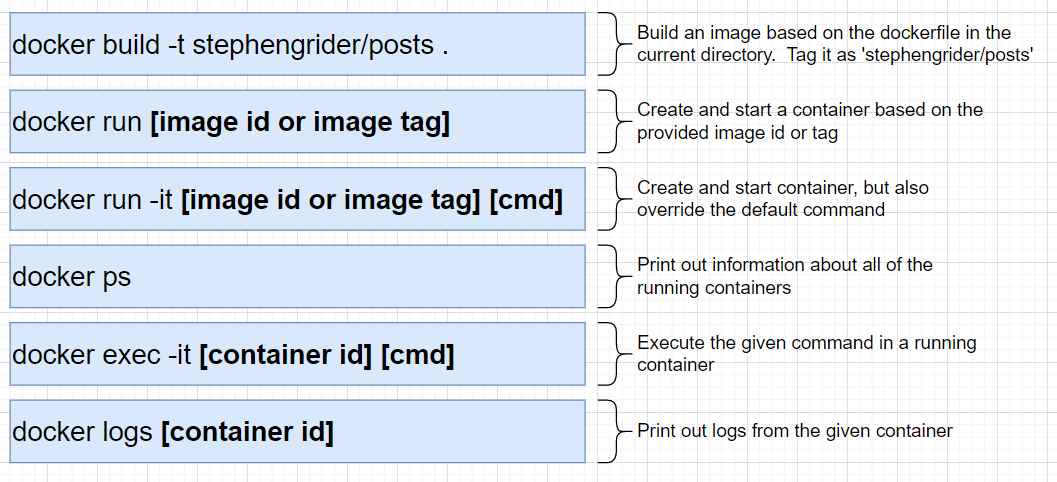 docker build -t stephengrider/posts .
Build an image based on the dockerfile in the
current directory.  Tag it as 'stephengrider/posts'
docker run [image id or image tag]
Create and start a container based on the
provided image id or tag
docker run -it [image id or image tag] [cmd]
Create and start container, but also
override the default command
docker ps
Print out information about all of the
running containers
docker exec -it [container id] [cmd]
Execute the given command in a running
container
docker logs [container id]
Print out logs from the given container